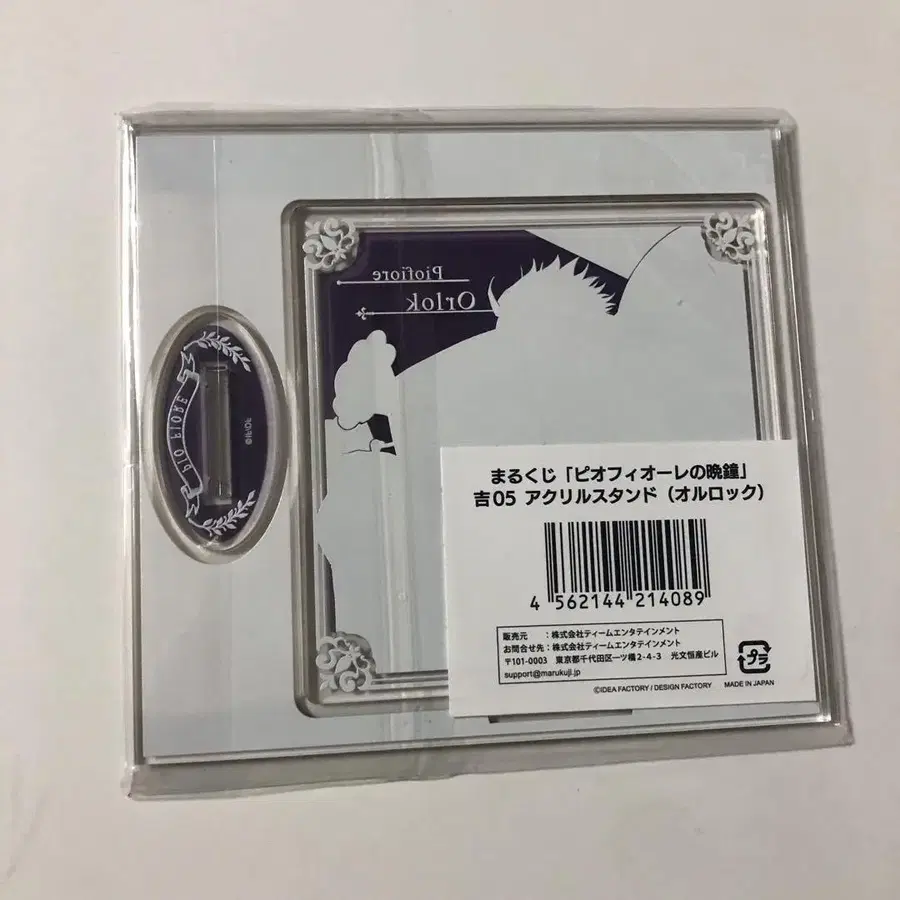 Piofiore
Orlok
PIO FIORE
©IF/DF
まるくじ「ピオフィオーレの晩鐘」
吉05 アクリルスタンド（オルロック）
4 562144 214089
販売元 ：株式会社ティームエンタテインメント
お問合せ先：株式会社ティームエンタテインメント
〒101-0003 東京都千代田区一ツ橋2-4-3 光文恒産ビル
support@marukuji.jp
プラ
©IDEA FACTORY / DESIGN FACTORY MADE IN JAPAN